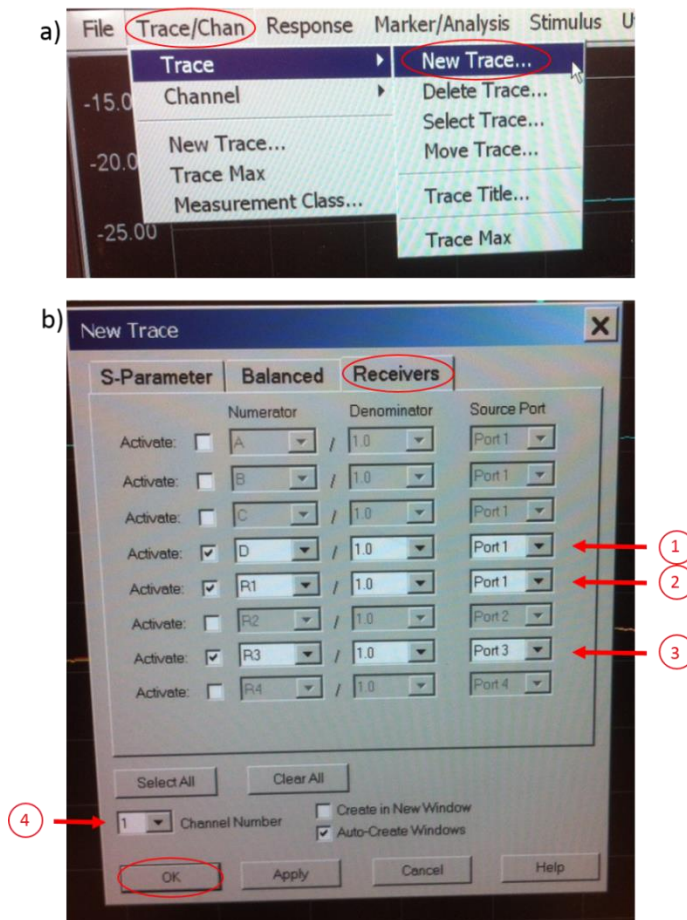 a)
File Trace/Chan Response Marker/Analysis Stimulus U
Trace New Trace...
Channel Delete Trace...
Select Trace...
New Trace... Move Trace...
Trace Max
Measurement Class... Trace Title...
Trace Max
-15.0
-20.0
-25.00
b)
New Trace
S-Parameter Balanced Receivers
Numerator Denominator Source Port
Activate: A / 1.0 Port 1
Activate: B / 1.0 Port 1
Activate: C / 1.0 Port 1
Activate: D / 1.0 Port 1 1
Activate: R1 / 1.0 Port 1 2
Activate: R2 / 1.0 Port 2
Activate: R3 / 1.0 Port 3 3
Activate: R4 / 1.0 Port 4
Select All Clear All
4 1 Channel Number
Create in New Window
Auto-Create Windows
OK Apply Cancel Help